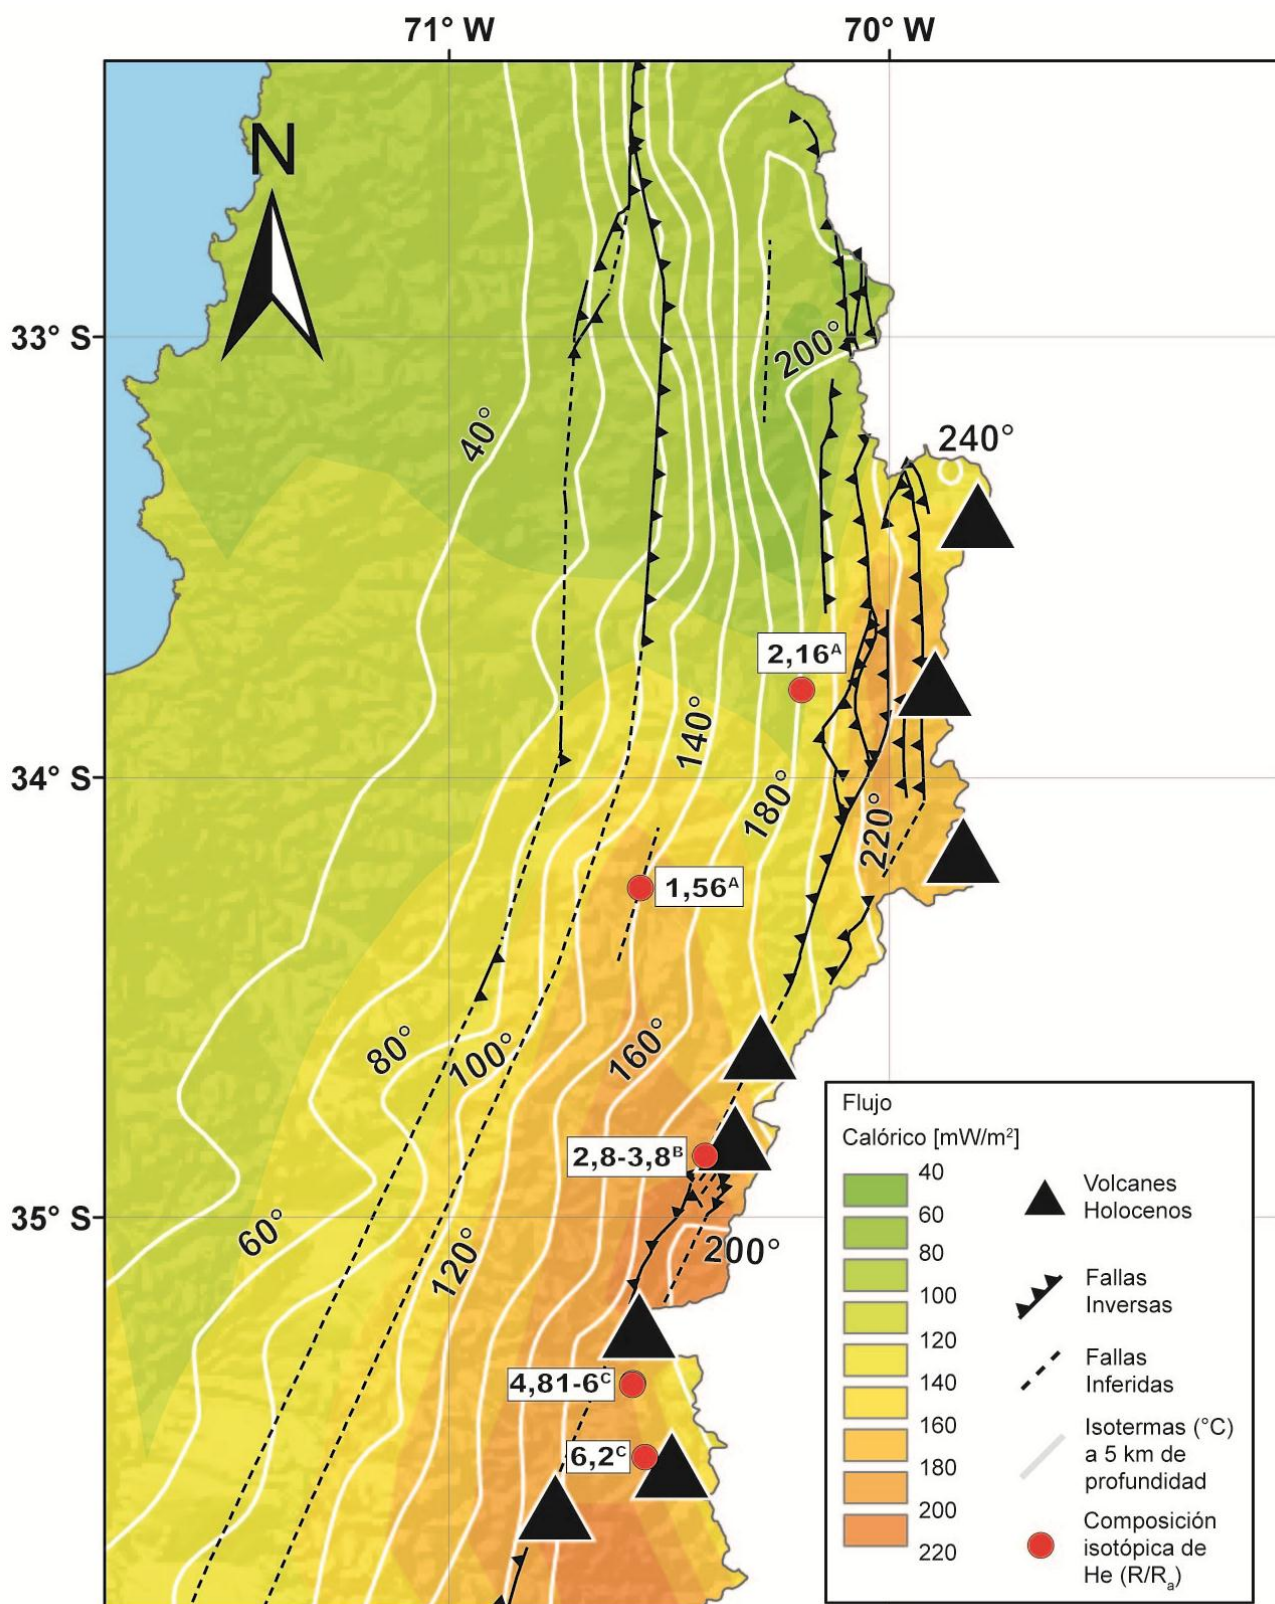 71° W
70° W
N
33° S
200°
40°
240°
2,16ᴬ
140°
34° S
180°
220°
1,56ᴬ
80°
100°
160°
2,8-3,8ᴮ
35° S
60°
120°
200°
4,81-6ᶜ
6,2ᶜ
Flujo
Calórico [mW/m²]
40
60
80
100
120
140
160
180
200
220
Volcanes
Holocenos
Fallas
Inversas
Fallas
Inferidas
Isotermas (°C)
a 5 km de
profundidad
Composición
isotópica de
He (R/Rₐ)